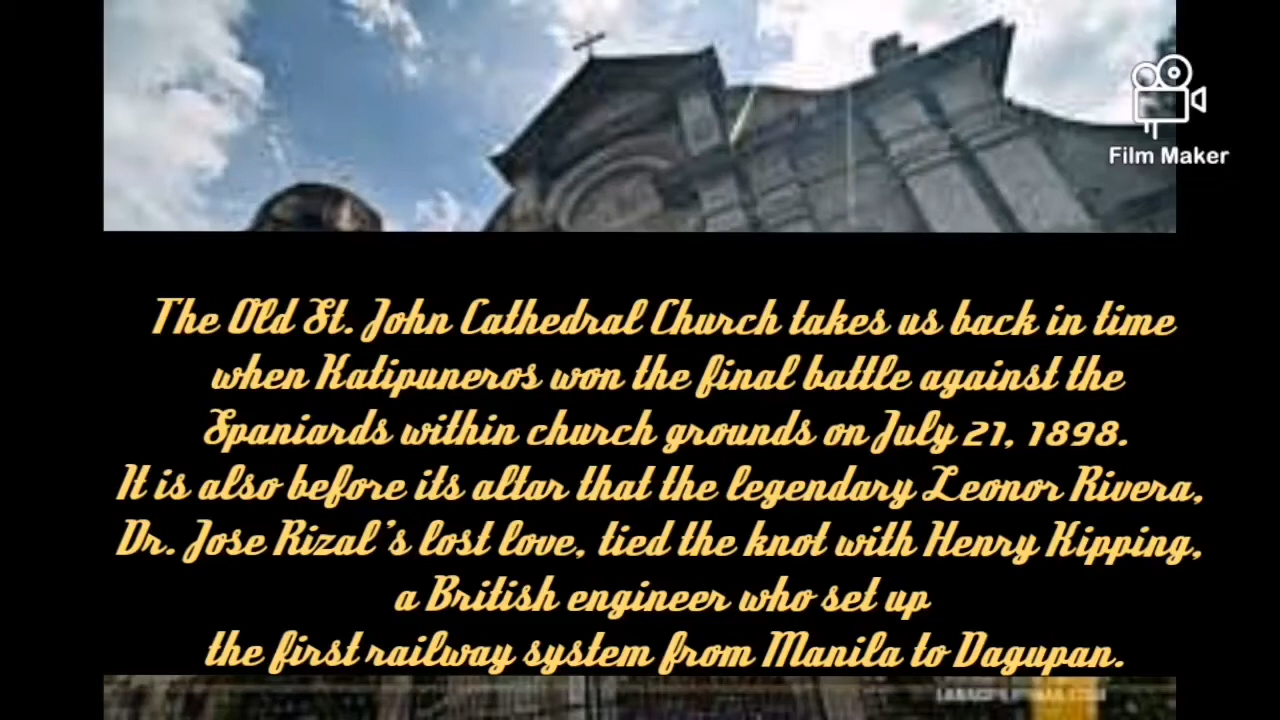 Film Maker
The Old St. John Cathedral Church takes us back in time
when Katipuneros won the final battle against the
Spaniards within church grounds on July 21, 1898.
It is also before its altar that the legendary Leonor Rivera,
Dr. Jose Rizal's lost love, tied the knot with Henry Kipping,
a British engineer who set up
the first railway system from Manila to Dagupan.